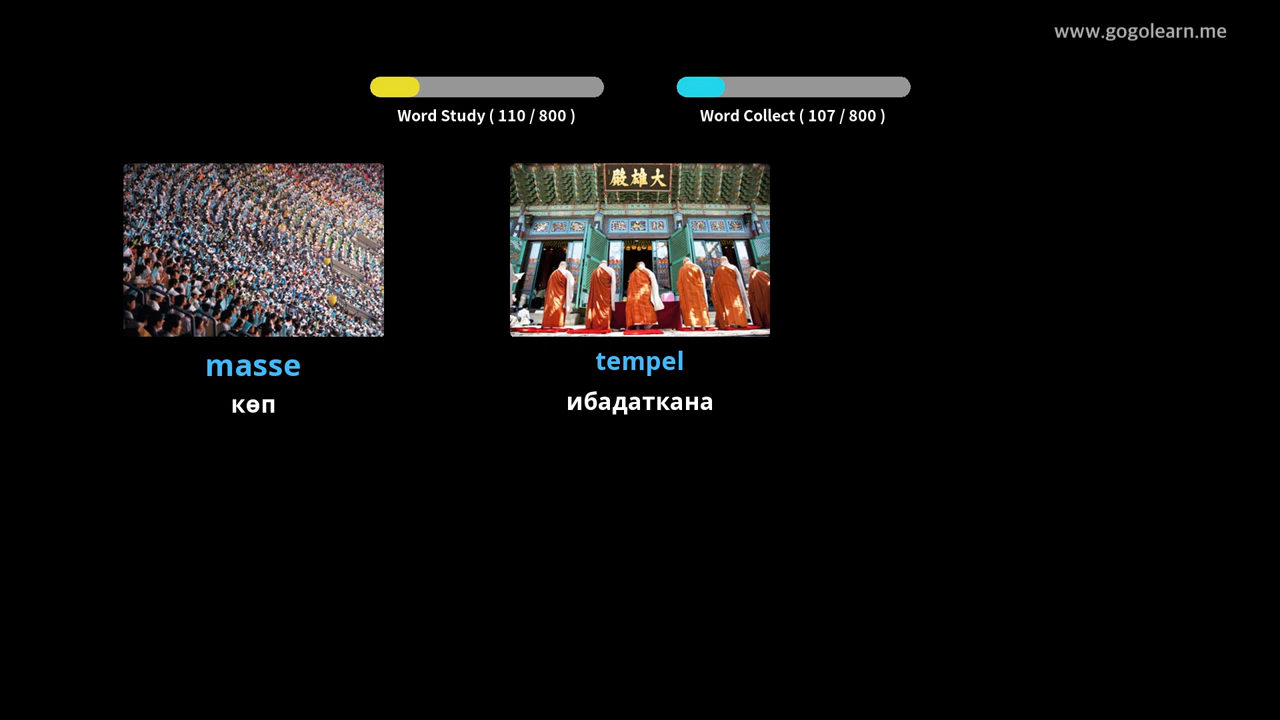 www.gogolearn.me
Word Study ( 110 / 800 )
Word Collect ( 107 / 800 )
殿雄大
masse
tempel
көп
ибадаткана